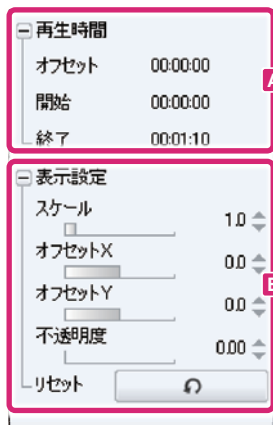 再生時間
オフセット 00:00:00
A
開始 00:00:00
終了 00:01:10
表示設定
スケール
1.0
オフセットX
0.0
B
オフセットY
0.0
不透明度
0.00
リセット